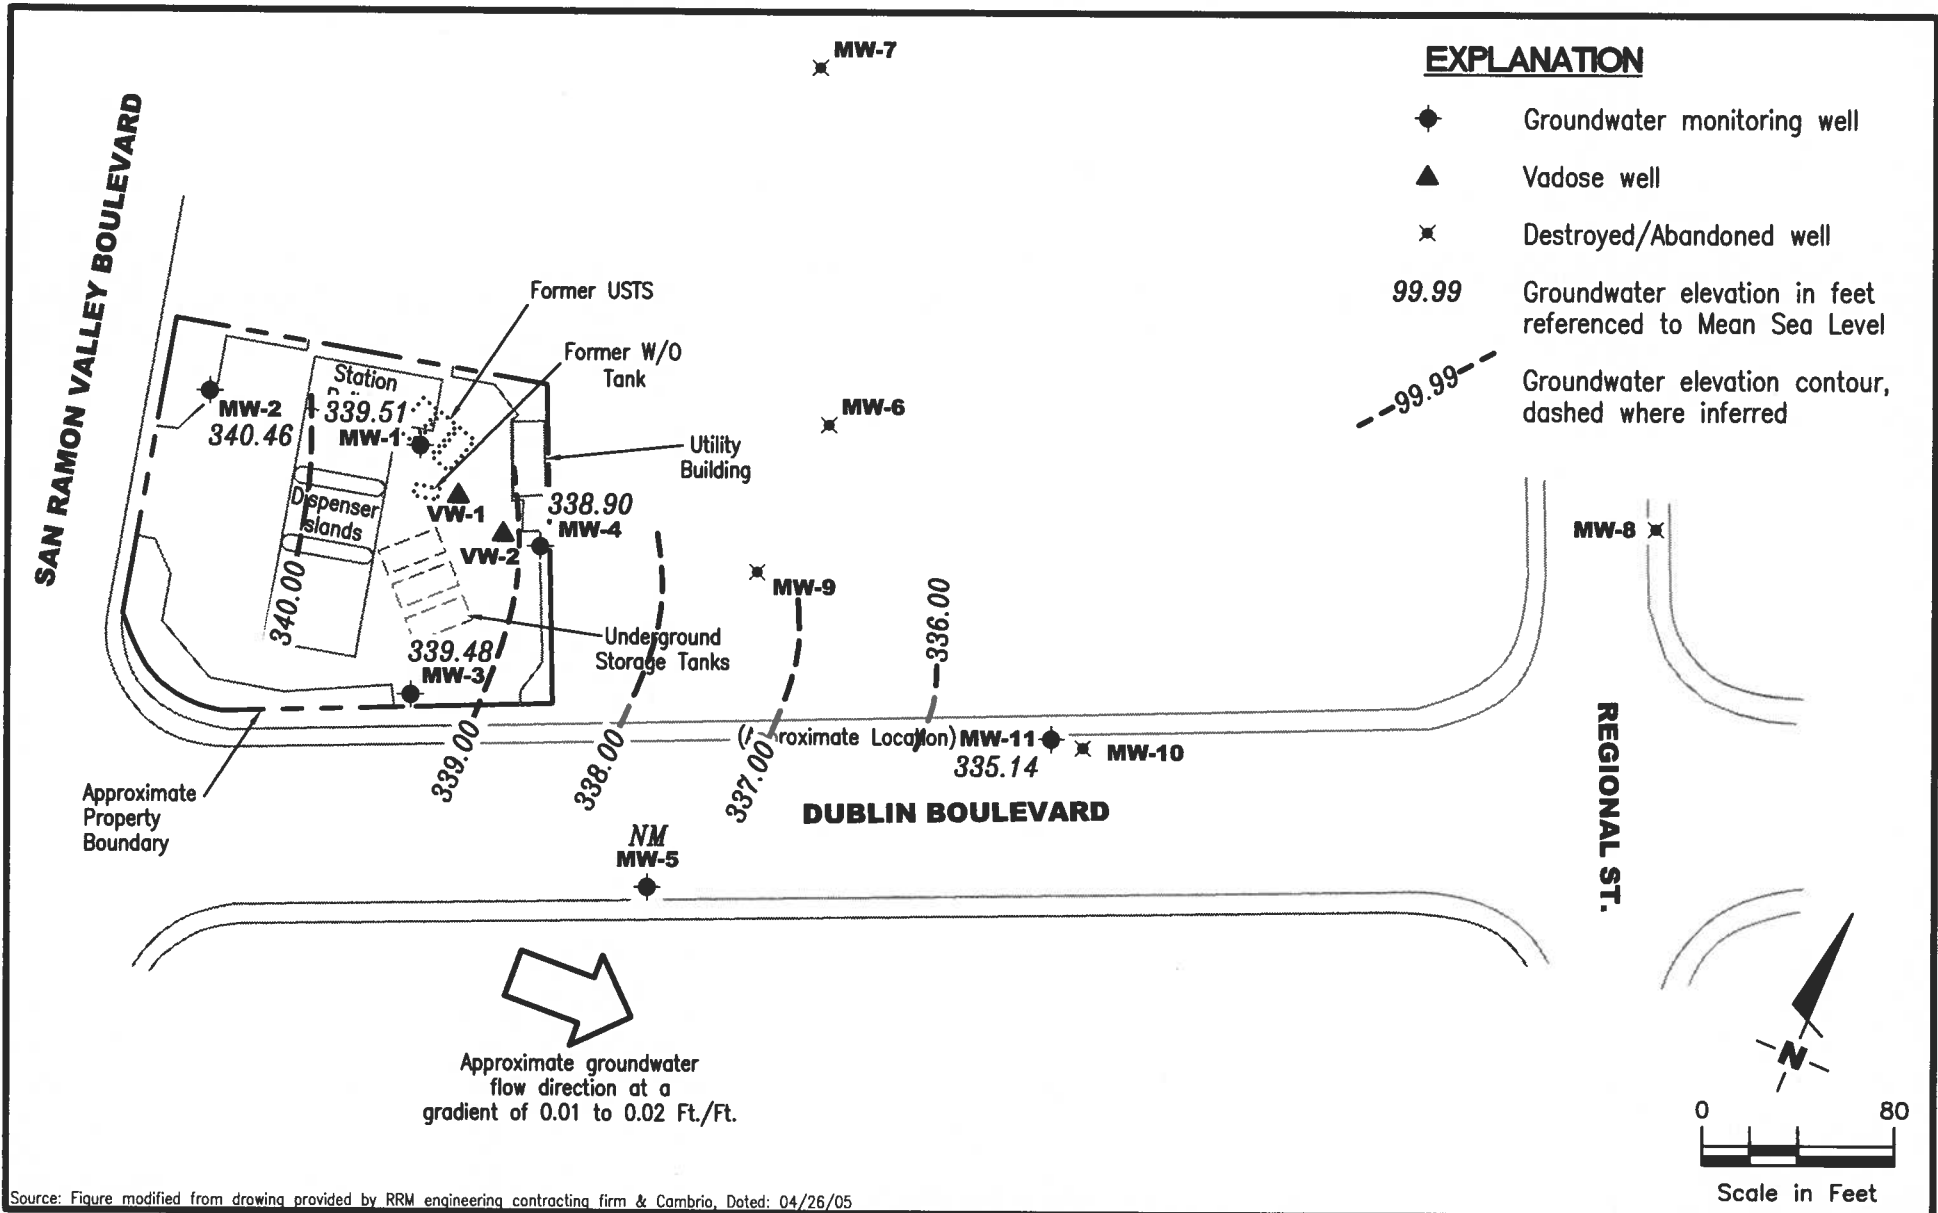 MW-7
EXPLANATION
Groundwater monitoring well
Vadose well
Destroyed/Abandoned well
99.99
Groundwater elevation in feet
referenced to Mean Sea Level
99.99
Groundwater elevation contour,
dashed where inferred
SAN RAMON VALLEY BOULEVARD
Former USTS
Former W/O
Tank
Station
339.51
MW-1
MW-2
340.46
MW-6
Utility
Building
Dispenser
Islands
VW-1
VW-2
338.90
MW-4
MW-8
MW-9
340.00
336.00
Underground
Storage Tanks
339.48
MW-3
339.00
338.00
337.00
Location)
MW-11
335.14
MW-10
Approximate
Property
Boundary
DUBLIN BOULEVARD
REGIONAL ST.
NM
MW-5
Approximate groundwater
flow direction at a
gradient of 0.01 to 0.02 Ft./Ft.
N
0 80
Scale in Feet
Source: Figure modified from drawing provided by RRM engineering contracting firm & Cambrio, Doted: 04/26/05